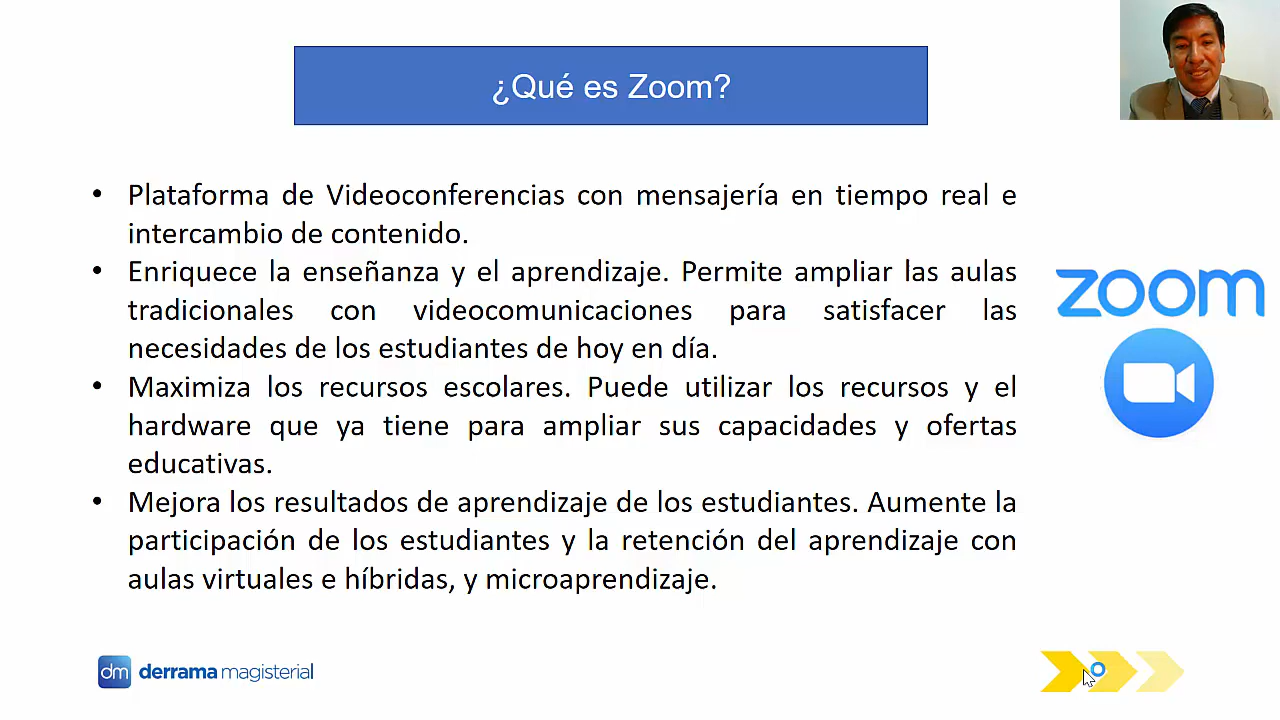 ¿Qué es Zoom?
• Plataforma de Videoconferencias con mensajería en tiempo real e
intercambio de contenido.
• Enriquece la enseñanza y el aprendizaje. Permite ampliar las aulas
tradicionales con videocomunicaciones para satisfacer las
necesidades de los estudiantes de hoy en día.
• Maximiza los recursos escolares. Puede utilizar los recursos y el
hardware que ya tiene para ampliar sus capacidades y ofertas
educativas.
• Mejora los resultados de aprendizaje de los estudiantes. Aumente la
participación de los estudiantes y la retención del aprendizaje con
aulas virtuales e híbridas, y microaprendizaje.
zoom
dm derrama magisterial